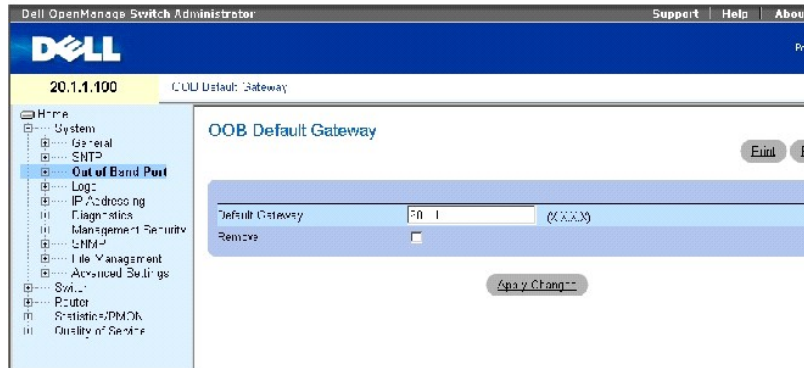 Dell OpenManage Switch Administrator
Support | Help | Abou
DELL
20.1.1.100
OOB Default Gateway
Home
System
General
SNTP
Out of Band Port
Logs
IP Addressing
Diagnostics
Management Security
SNMP
File Management
Advanced Settings
Switch
Router
Statistics/RMON
Quality of Service
OOB Default Gateway
Print
Default Gateway
(X.X.X.X)
Remove
Apply Changes